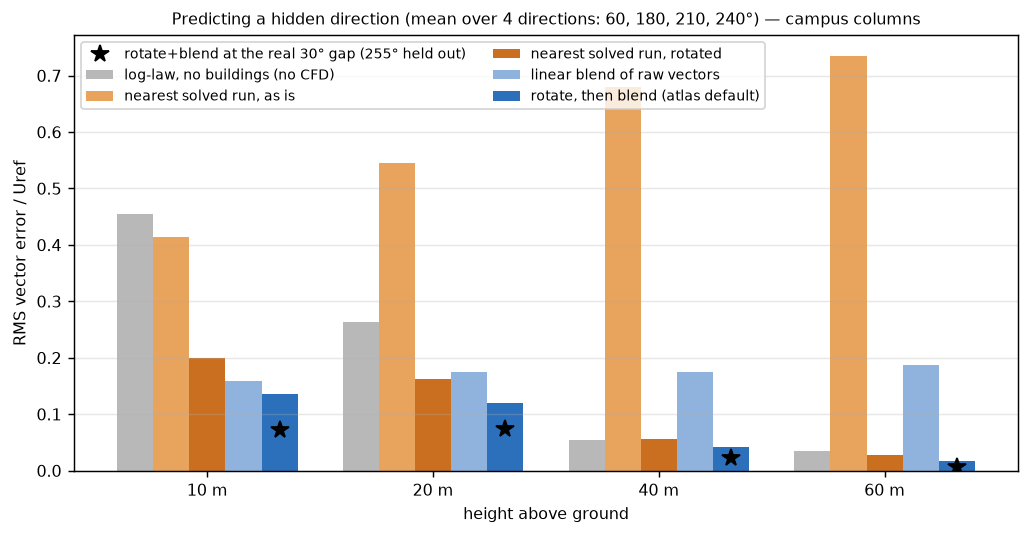 Predicting a hidden direction (mean over 4 directions: 60, 180, 210, 240°) — campus columns
rotate+blend at the real 30° gap (255° held out)
log-law, no buildings (no CFD)
nearest solved run, as is
nearest solved run, rotated
linear blend of raw vectors
rotate, then blend (atlas default)
RMS vector error / Uref
0.7
0.6
0.5
0.4
0.3
0.2
0.1
0.0
10 m
20 m
40 m
60 m
height above ground